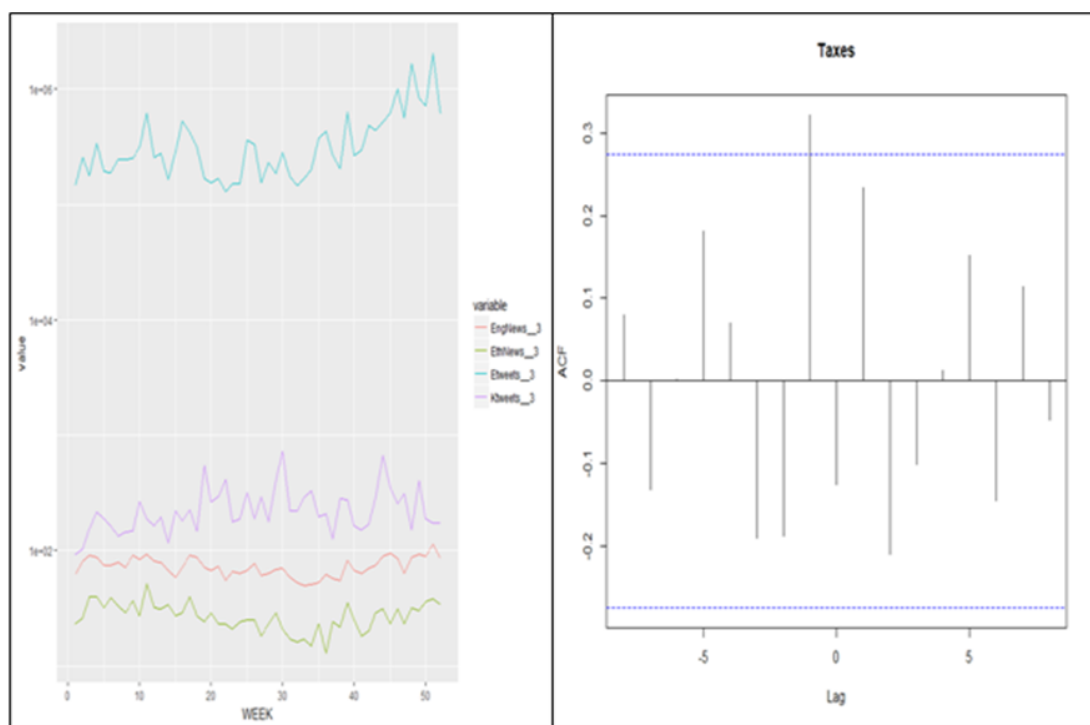 1e+06
1e+04
1e+02
value
0 10 20 30 40 50
WEEK
variable
EngNews__3
EthNews__3
Etweets__3
Ktweets__3
Taxes
ACF
0.3
0.2
0.1
0.0
-0.1
-0.2
-5 0 5
Lag